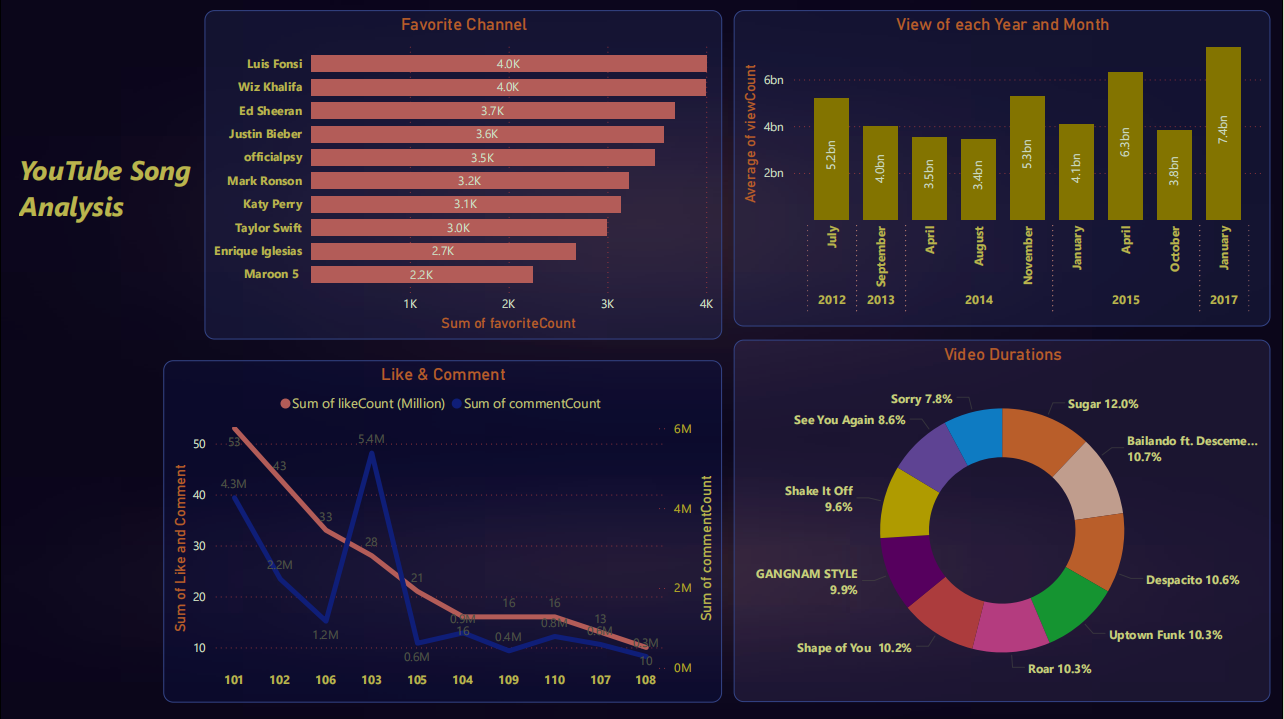 YouTube Song
Analysis
Favorite Channel
Luis Fonsi 4.0K
Wiz Khalifa 4.0K
Ed Sheeran 3.7K
Justin Bieber 3.6K
officialpsy 3.5K
Mark Ronson 3.2K
Katy Perry 3.1K
Taylor Swift 3.0K
Enrique Iglesias 2.7K
Maroon 5 2.2K
1K 2K 3K 4K
Sum of favoriteCount
View of each Year and Month
Average of viewCount
6bn
4bn
2bn
5.2bn 4.0bn 3.5bn 3.4bn 5.3bn 4.1bn 6.3bn 3.8bn 7.4bn
July September April August November January April October January
2012 2013 2014 2015 2017
Like & Comment
Sum of likeCount (Million) Sum of commentCount
Sum of Like and Comment
50
40
30
20
10
53 43 33 28 21 16 16 16 13 10
4.3M 2.2M 1.2M 5.4M 0.6M 0.9M 0.4M 0.8M 0.6M 0.3M
6M
4M
2M
0M
Sum of commentCount
101 102 106 103 105 104 109 110 107 108
Video Durations
Sorry 7.8%
Sugar 12.0%
See You Again 8.6%
Bailando ft. Desceme...
10.7%
Shake It Off
9.6%
GANGNAM STYLE
9.9%
Despacito 10.6%
Uptown Funk 10.3%
Shape of You 10.2%
Roar 10.3%